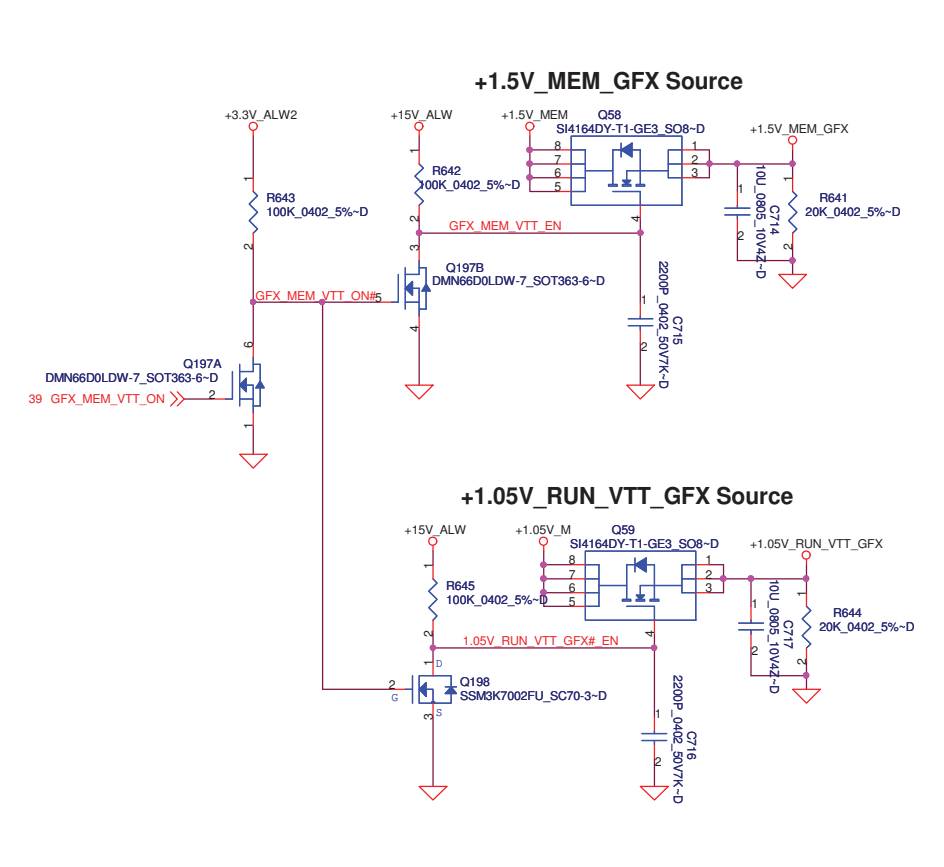 +1.5V_MEM_GFX Source
+3.3V_ALW2
+15V_ALW
+1.5V_MEM
Q58
SI4164DY-T1-GE3_SO8~D
+1.5V_MEM_GFX
8
7
6
5
1
2
3
4
1
R643
100K_0402_5%~D
2
1
R642
100K_0402_5%~D
2
GFX_MEM_VTT_EN
1
2
10U_0805_10V4Z~D
C714
1
R641
20K_0402_5%~D
2
3
Q197B
DMN66D0LDW-7_SOT363-6~D
GFX_MEM_VTT_ON#
5
4
1
2
2200P_0402_50V7K~D
C715
6
Q197A
DMN66D0LDW-7_SOT363-6~D
39 GFX_MEM_VTT_ON
2
1
+1.05V_RUN_VTT_GFX Source
+15V_ALW
+1.05V_M
Q59
SI4164DY-T1-GE3_SO8~D
+1.05V_RUN_VTT_GFX
8
7
6
5
1
2
3
4
1
R645
100K_0402_5%~D
2
1.05V_RUN_VTT_GFX#_EN
1
2
10U_0805_10V4Z~D
C717
1
R644
20K_0402_5%~D
2
1
D
2
G
Q198
SSM3K7002FU_SC70-3~D
3
S
1
2
2200P_0402_50V7K~D
C716